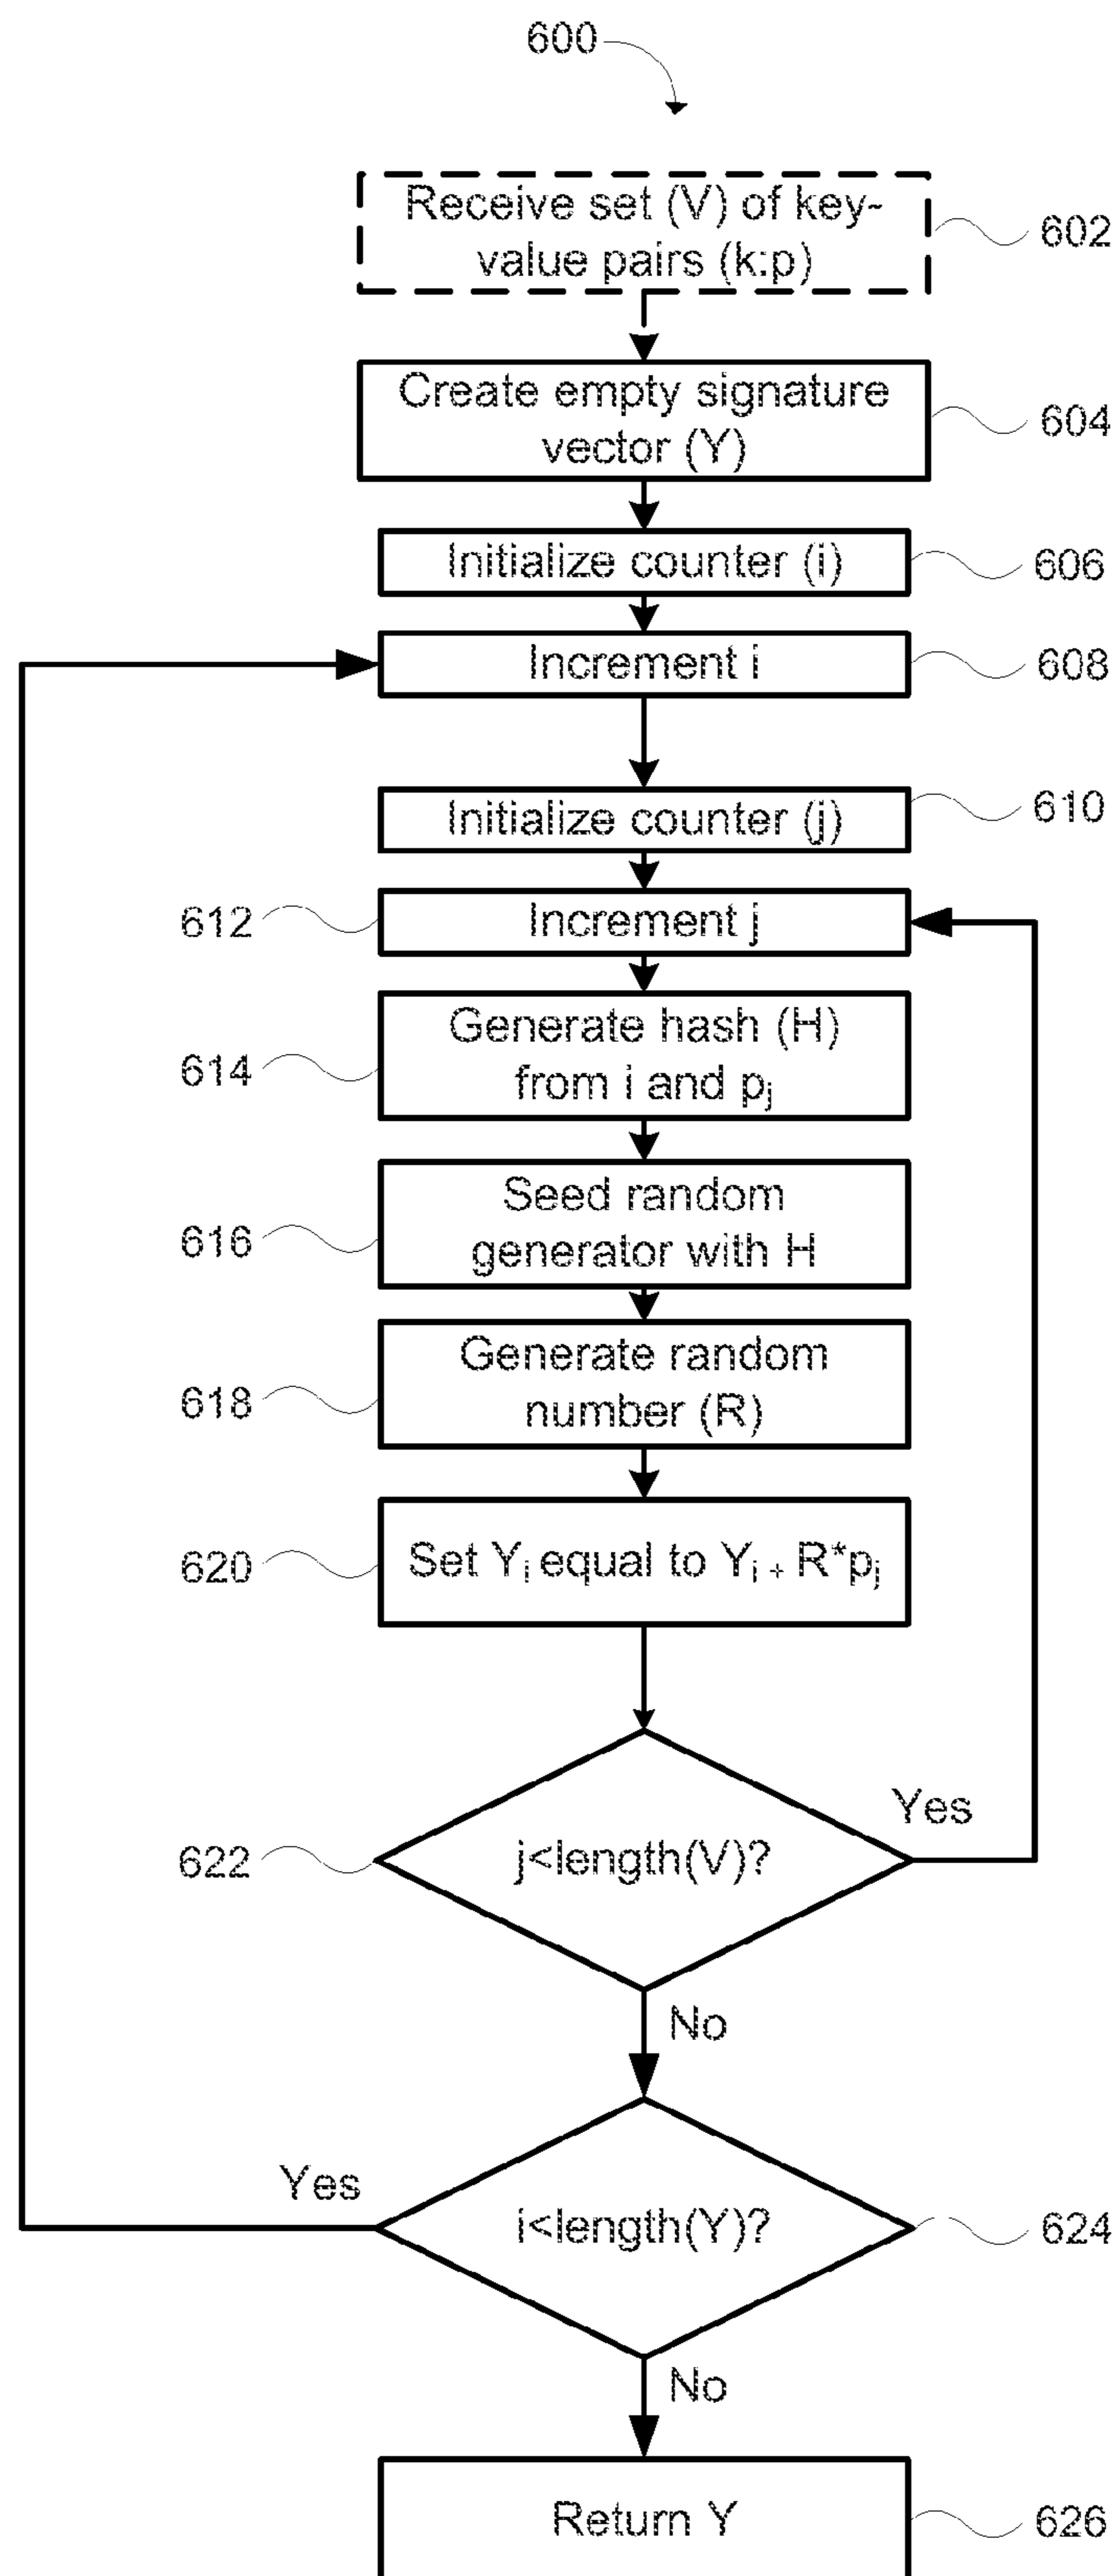 600
Receive set (V) of key-
value pairs (k:p)
602
Create empty signature
vector (Y)
604
Initialize counter (i)
606
Increment i
608
Initialize counter (j)
610
612
Increment j
614
Generate hash (H)
from i and pj
616
Seed random
generator with H
618
Generate random
number (R)
620
Set Yi equal to Yi + R*pj
622
j<length(V)?
Yes
No
Yes
i<length(Y)?
624
No
Return Y
626